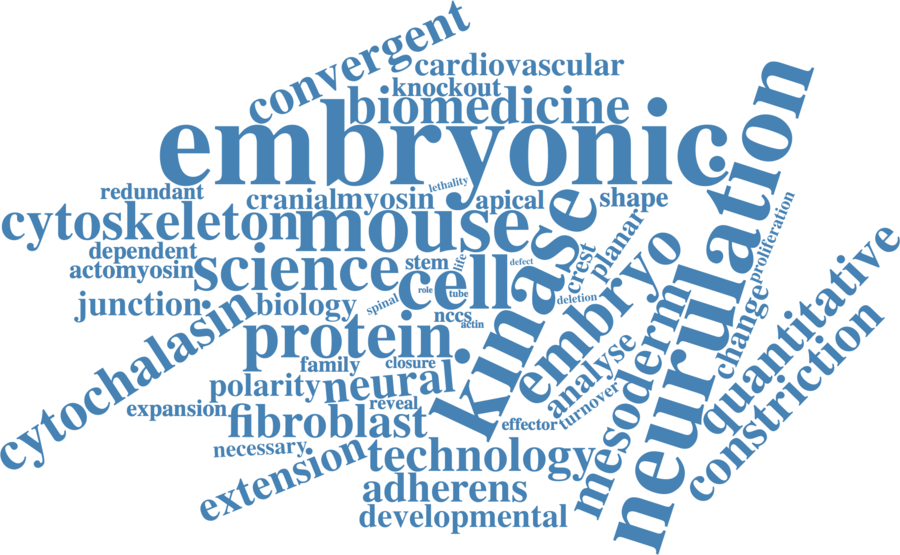 convergent
cardiovascular
knockout
biomedicine
embryonic
redundant
cranial
myosin
lethality
apical
shape
cytoskeleton
mouse
kinase
planar
neurulation
proliferation
dependent
actomyosin
science
stem
life
defect
crest
embryo
cell
role
tube
deletion
junction
biology
spinal
nccs
actin
mesoderm
change
quantitative
cytochalasin
protein
family
closure
analyse
constriction
polarity
neural
turnover
expansion
reveal
fibroblast
effector
necessary
extension
technology
adherens
developmental